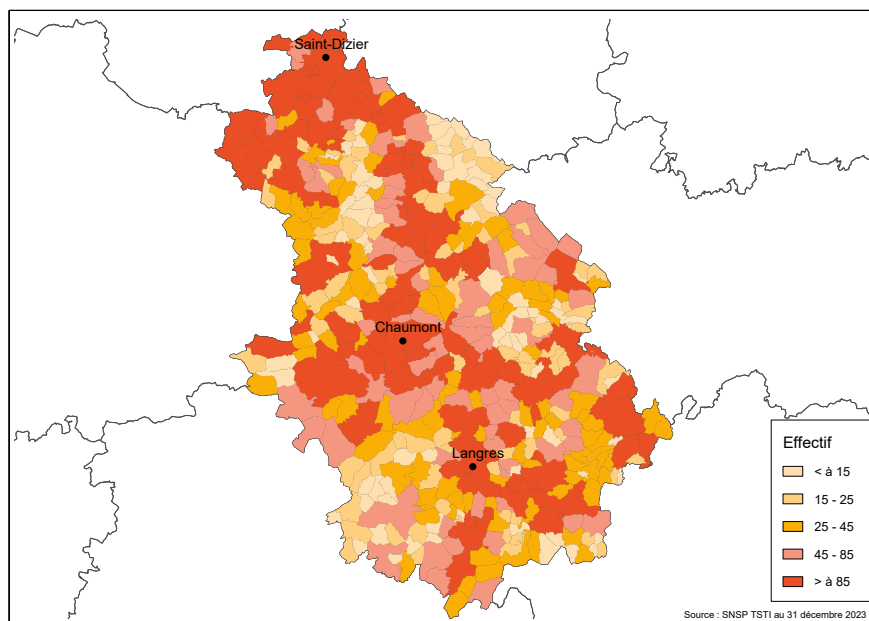 Saint-Dizier
Chaumont
Langres
Effectif
< à 15
15 - 25
25 - 45
45 - 85
> à 85
Source : SNSP TSTI au 31 décembre 2023